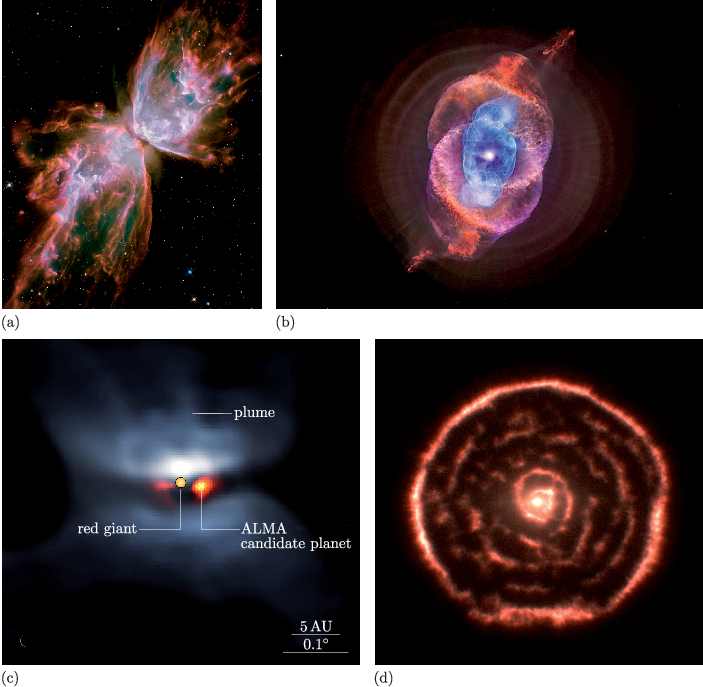 (a)
(b)
plume
red giant
ALMA
candidate planet
5 AU
0.1°
(c)
(d)